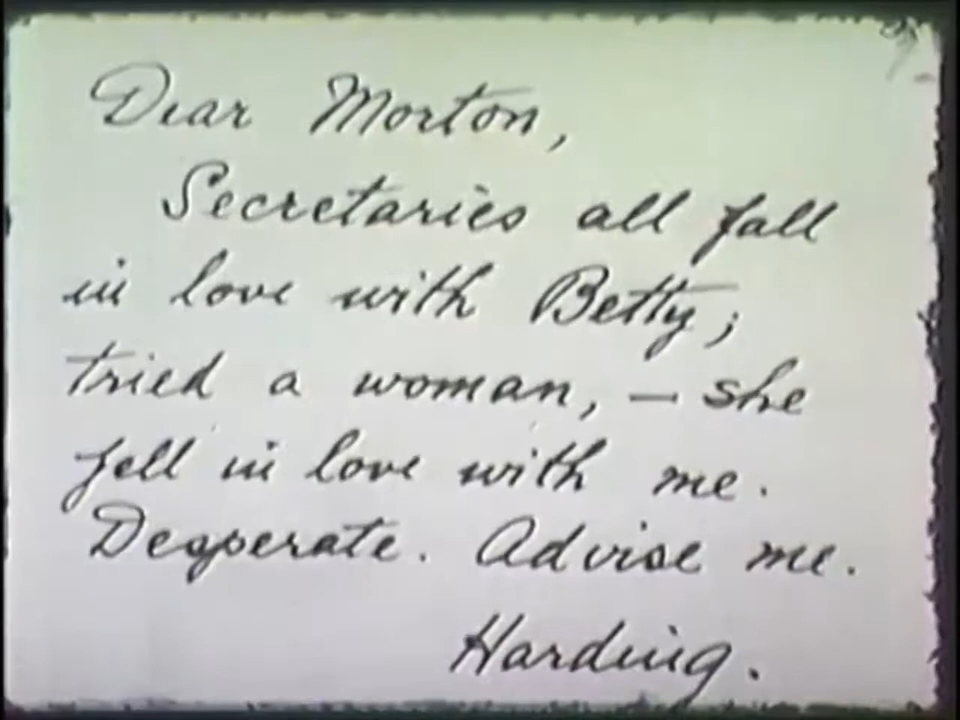 Dear Morton,
Secretaries all fall
in love with Betty;
tried a woman, — she
fell in love with me.
Desperate. Advise me.
Harding.